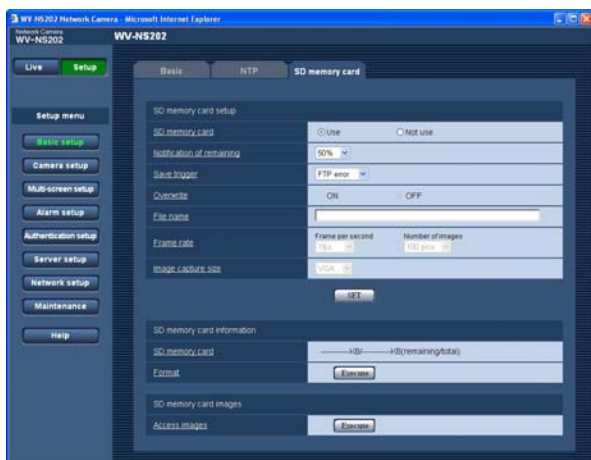 WV-NS202 Network Camera - Microsoft Internet Explorer
Network Camera
WV-NS202
WV-NS202
Live Setup
Basic NTP SD memory card
Setup menu
Basic setup
Camera setup
Multi-screen setup
Alarm setup
Authentication setup
Server setup
Network setup
Maintenance
Help
SD memory card setup
SD memory card Use Not use
Notification of remaining 50%
Save trigger FTP error
Overwrite ON OFF
File name
Frame rate Frame per second Number of images
1fps 100 pics
Image capture size VGA
SET
SD memory card information
SD memory card ----------KB/----------KB(remaining/total)
Format Execute
SD memory card images
Access images Execute